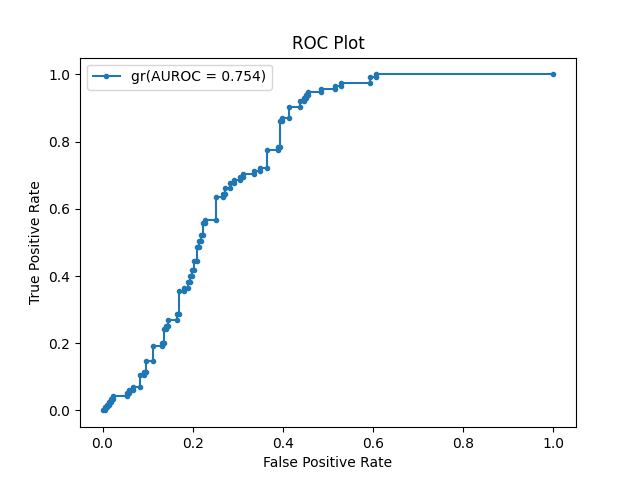 ROC Plot
gr(AUROC = 0.754)
True Positive Rate
1.0
0.8
0.6
0.4
0.2
0.0
0.0 0.2 0.4 0.6 0.8 1.0
False Positive Rate